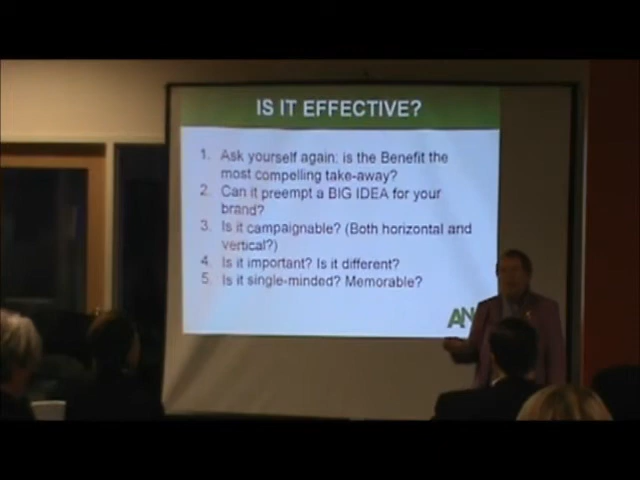 IS IT EFFECTIVE?
1. Ask yourself again: is the Benefit the
most compelling take-away?
2. Can it preempt a BIG IDEA for your
brand?
3. Is it campaignable? (Both horizontal and
vertical?)
4. Is it important? Is it different?
5. Is it single-minded? Memorable?
AN